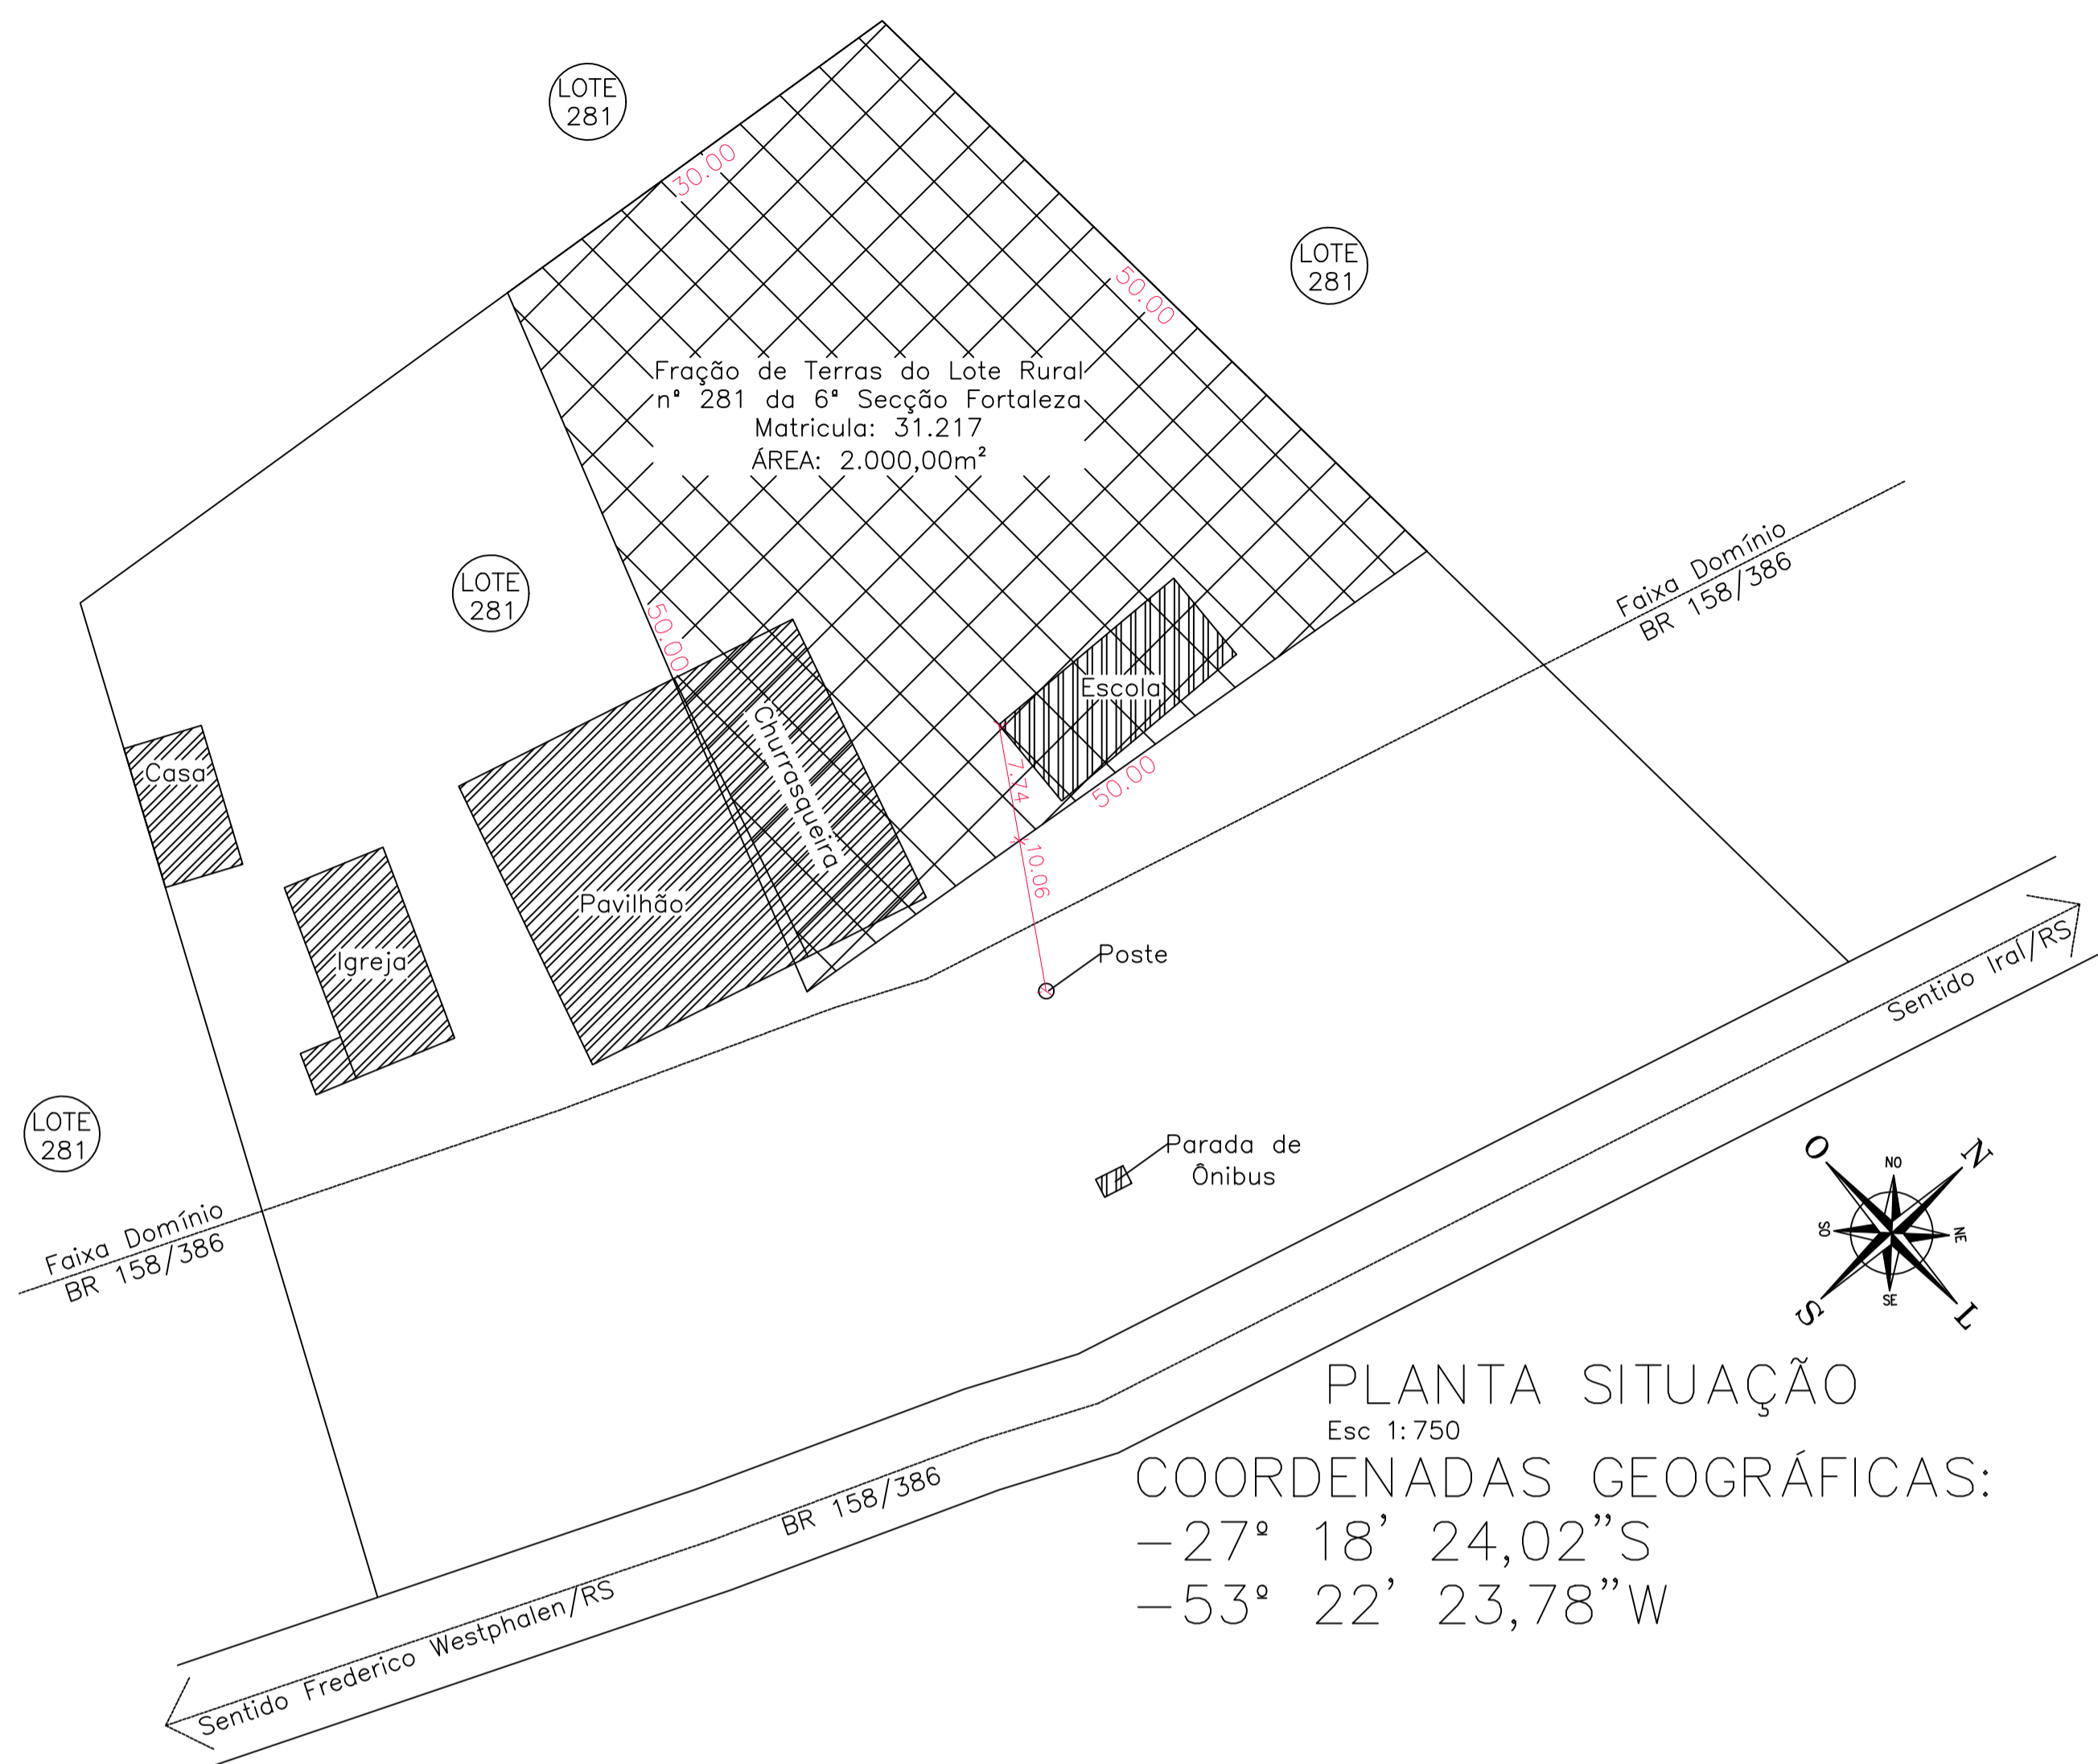 LOTE
281
30.00
LOTE
281
50.00
Fração de Terras do Lote Rural
nª 281 da 6ª Secção Fortaleza
Matricula: 31.217
ÁREA: 2.000,00m²
Faixa Domínio
BR 158/386
LOTE
281
50.00
Escola
Churrasqueira
Casa
7.74
50.00
10.06
Pavilhão
Igreja
Poste
Sentido Iraí/RS
LOTE
281
Parada de
Ônibus
Faixa Domínio
BR 158/386
O
NO
N
SO
NE
S
SE
L
PLANTA SITUAÇÃO
Esc 1:750
COORDENADAS GEOGRÁFICAS:
-27º 18' 24,02"S
-53º 22' 23,78"W
BR 158/386
Sentido Frederico Westphalen/RS